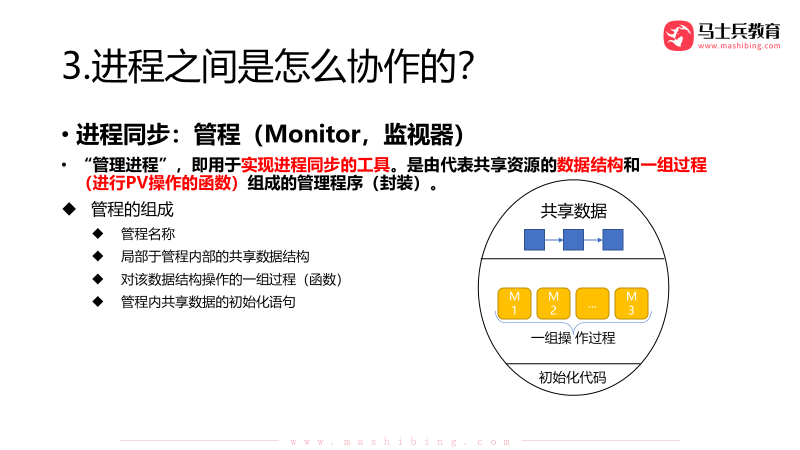 马士兵教育
www.mashibing.com
3.进程之间是怎么协作的？
• 进程同步：管程（Monitor，监视器）
• “管理进程”，即用于实现进程同步的工具。是由代表共享资源的数据结构和一组过程
（进行PV操作的函数）组成的管理程序（封装）。
◆ 管程的组成
◆ 管程名称
◆ 局部于管程内部的共享数据结构
◆ 对该数据结构操作的一组过程（函数）
◆ 管程内共享数据的初始化语句
共享数据
M M M
1 2 … 3
一组操 作过程
初始化代码
www.mashibing.com